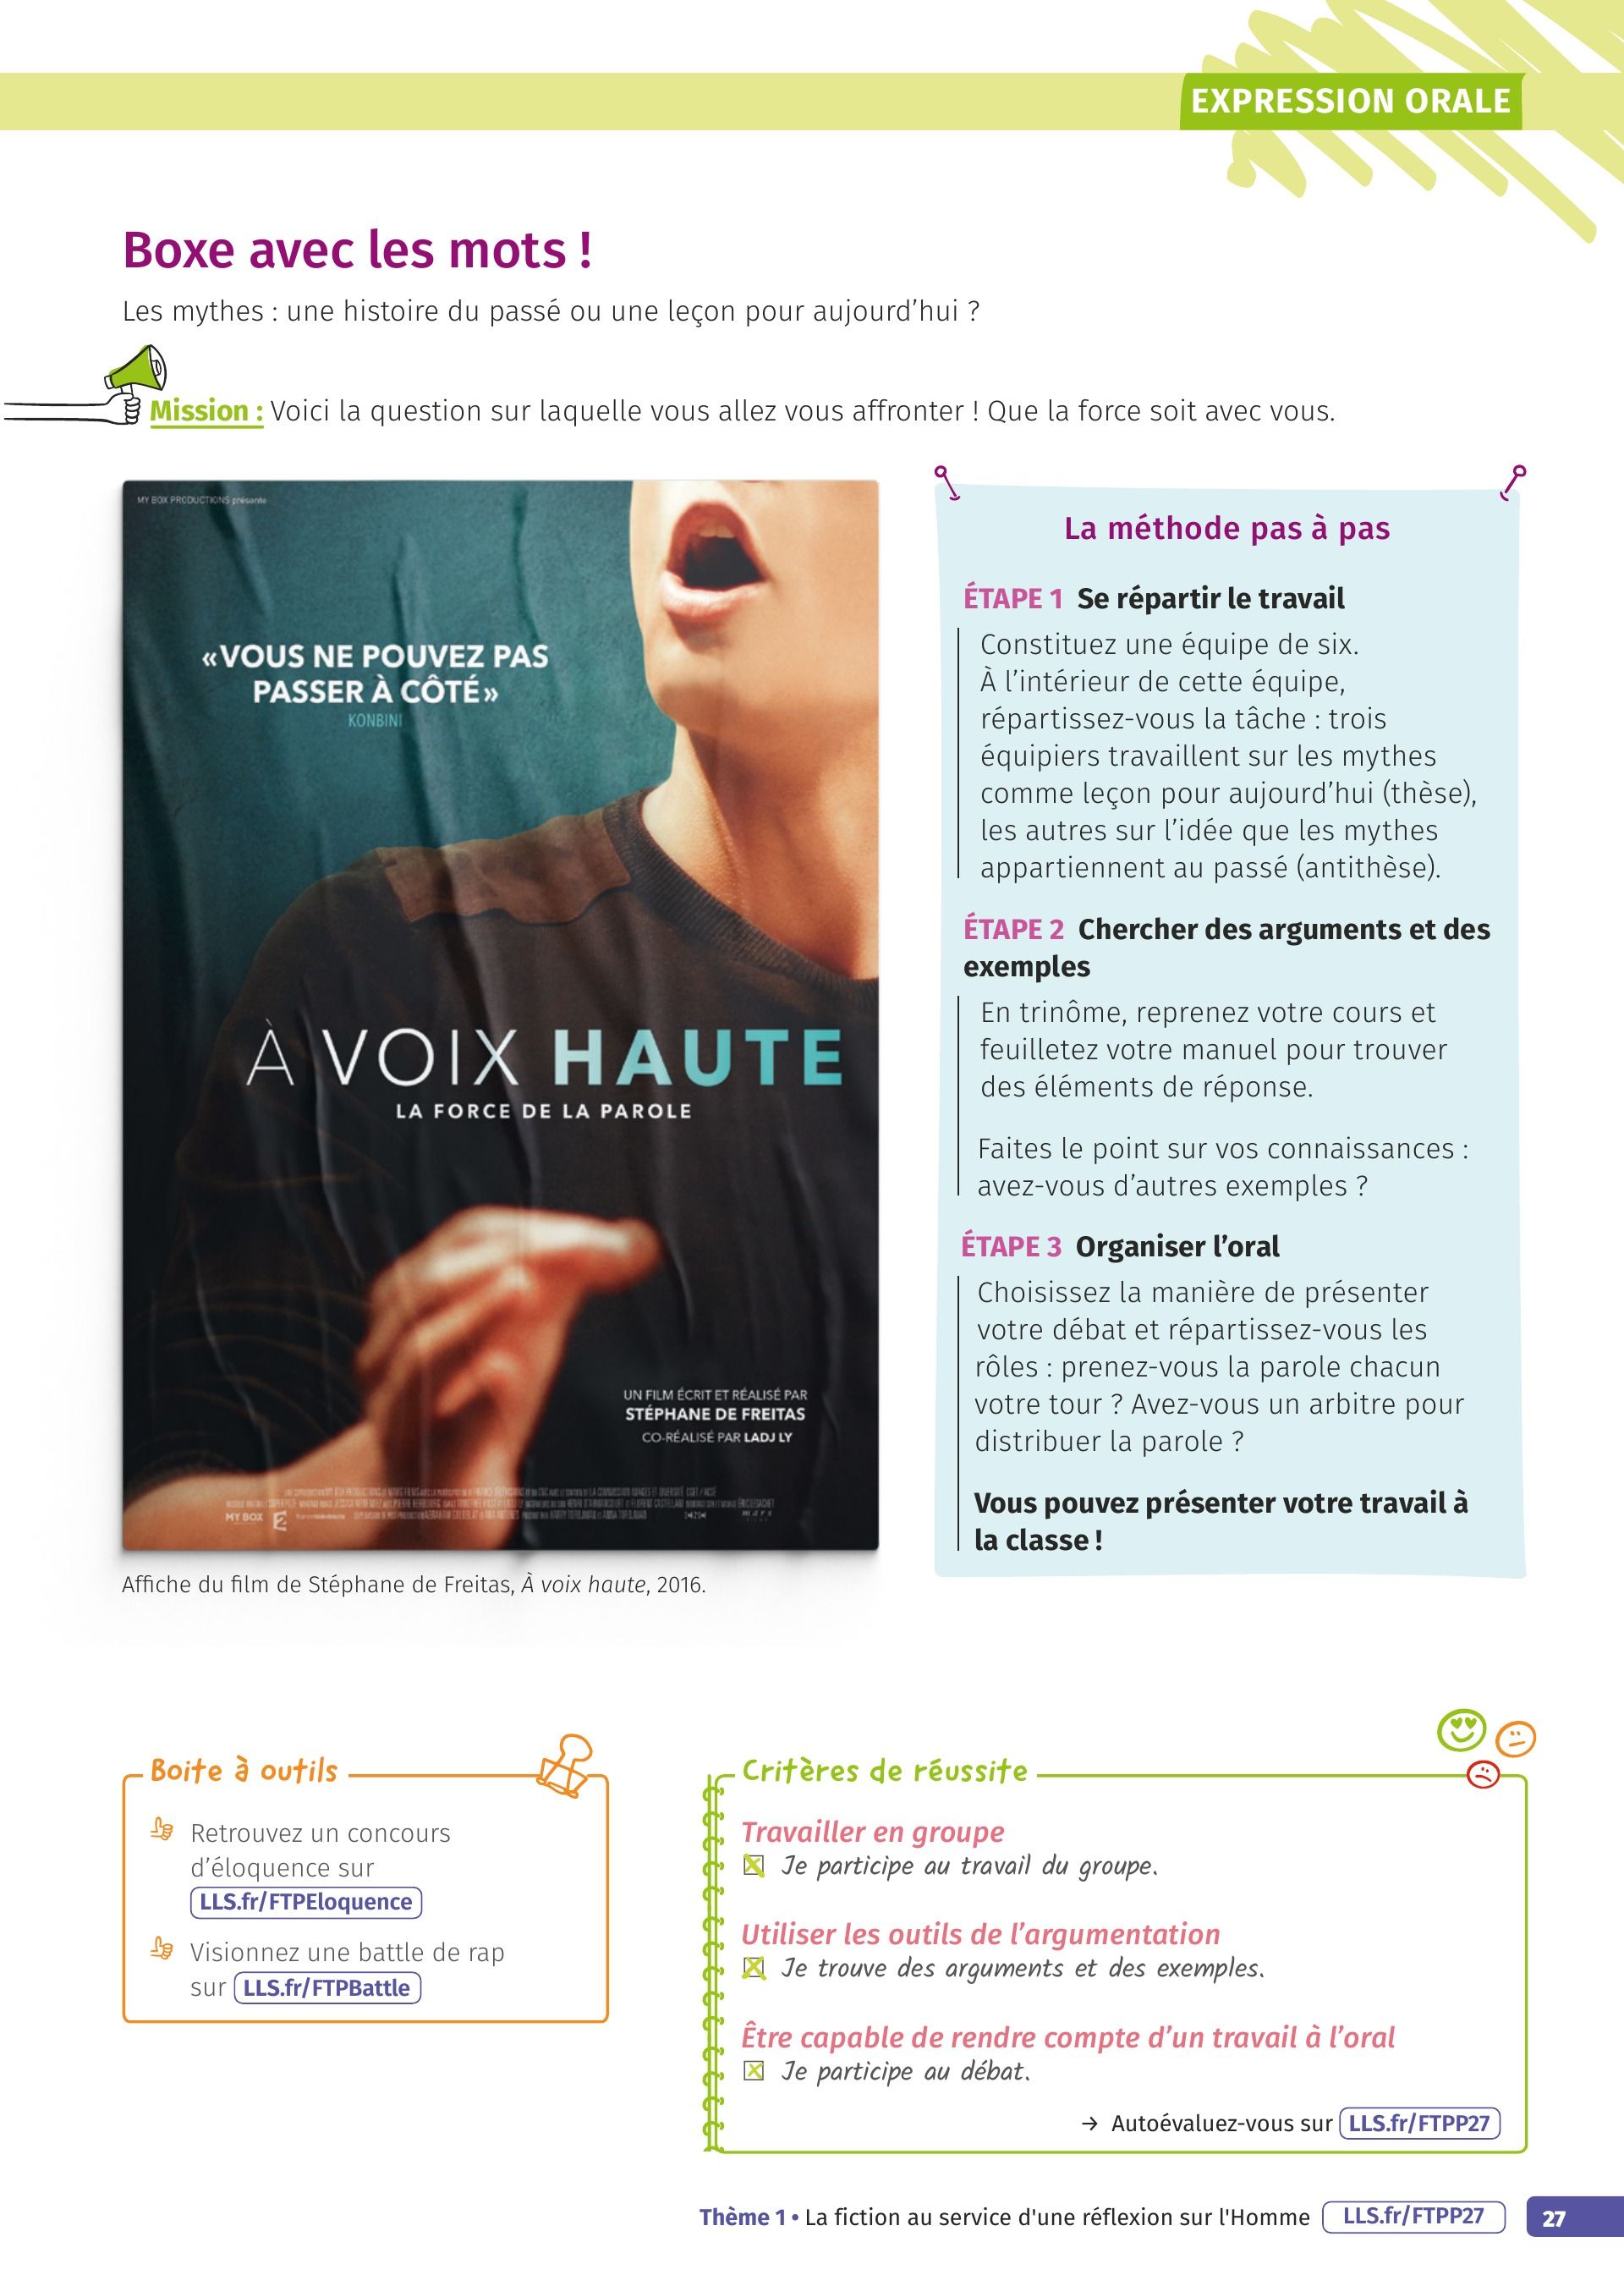 EXPRESSION ORALE
Boxe avec les mots !
Les mythes : une histoire du passé ou une leçon pour aujourd’hui ?
Mission : Voici la question sur laquelle vous allez vous affronter ! Que la force soit avec vous.
MY BOX PRODUCTIONS présente
«VOUS NE POUVEZ PAS
PASSER À CÔTÉ»
KONBINI
À VOIX HAUTE
LA FORCE DE LA PAROLE
UN FILM ÉCRIT ET RÉALISÉ PAR
STÉPHANE DE FREITAS
CO-RÉALISÉ PAR LADJ LY
MY BOX
Affiche du film de Stéphane de Freitas, À voix haute, 2016.
La méthode pas à pas
ÉTAPE 1 Se répartir le travail
Constituez une équipe de six.
À l’intérieur de cette équipe,
répartissez-vous la tâche : trois
équipiers travaillent sur les mythes
comme leçon pour aujourd’hui (thèse),
les autres sur l’idée que les mythes
appartiennent au passé (antithèse).
ÉTAPE 2 Chercher des arguments et des
exemples
En trinôme, reprenez votre cours et
feuilletez votre manuel pour trouver
des éléments de réponse.
Faites le point sur vos connaissances :
avez-vous d’autres exemples ?
ÉTAPE 3 Organiser l’oral
Choisissez la manière de présenter
votre débat et répartissez-vous les
rôles : prenez-vous la parole chacun
votre tour ? Avez-vous un arbitre pour
distribuer la parole ?
Vous pouvez présenter votre travail à
la classe !
Boite à outils
Retrouvez un concours
d’éloquence sur
LLS.fr/FTPEloquence
Visionnez une battle de rap
sur LLS.fr/FTPBattle
Critères de réussite
Travailler en groupe
Je participe au travail du groupe.
Utiliser les outils de l’argumentation
Je trouve des arguments et des exemples.
Être capable de rendre compte d’un travail à l’oral
Je participe au débat.
→ Autoévaluez-vous sur LLS.fr/FTPP27
Thème 1 • La fiction au service d'une réflexion sur l'Homme LLS.fr/FTPP27 27